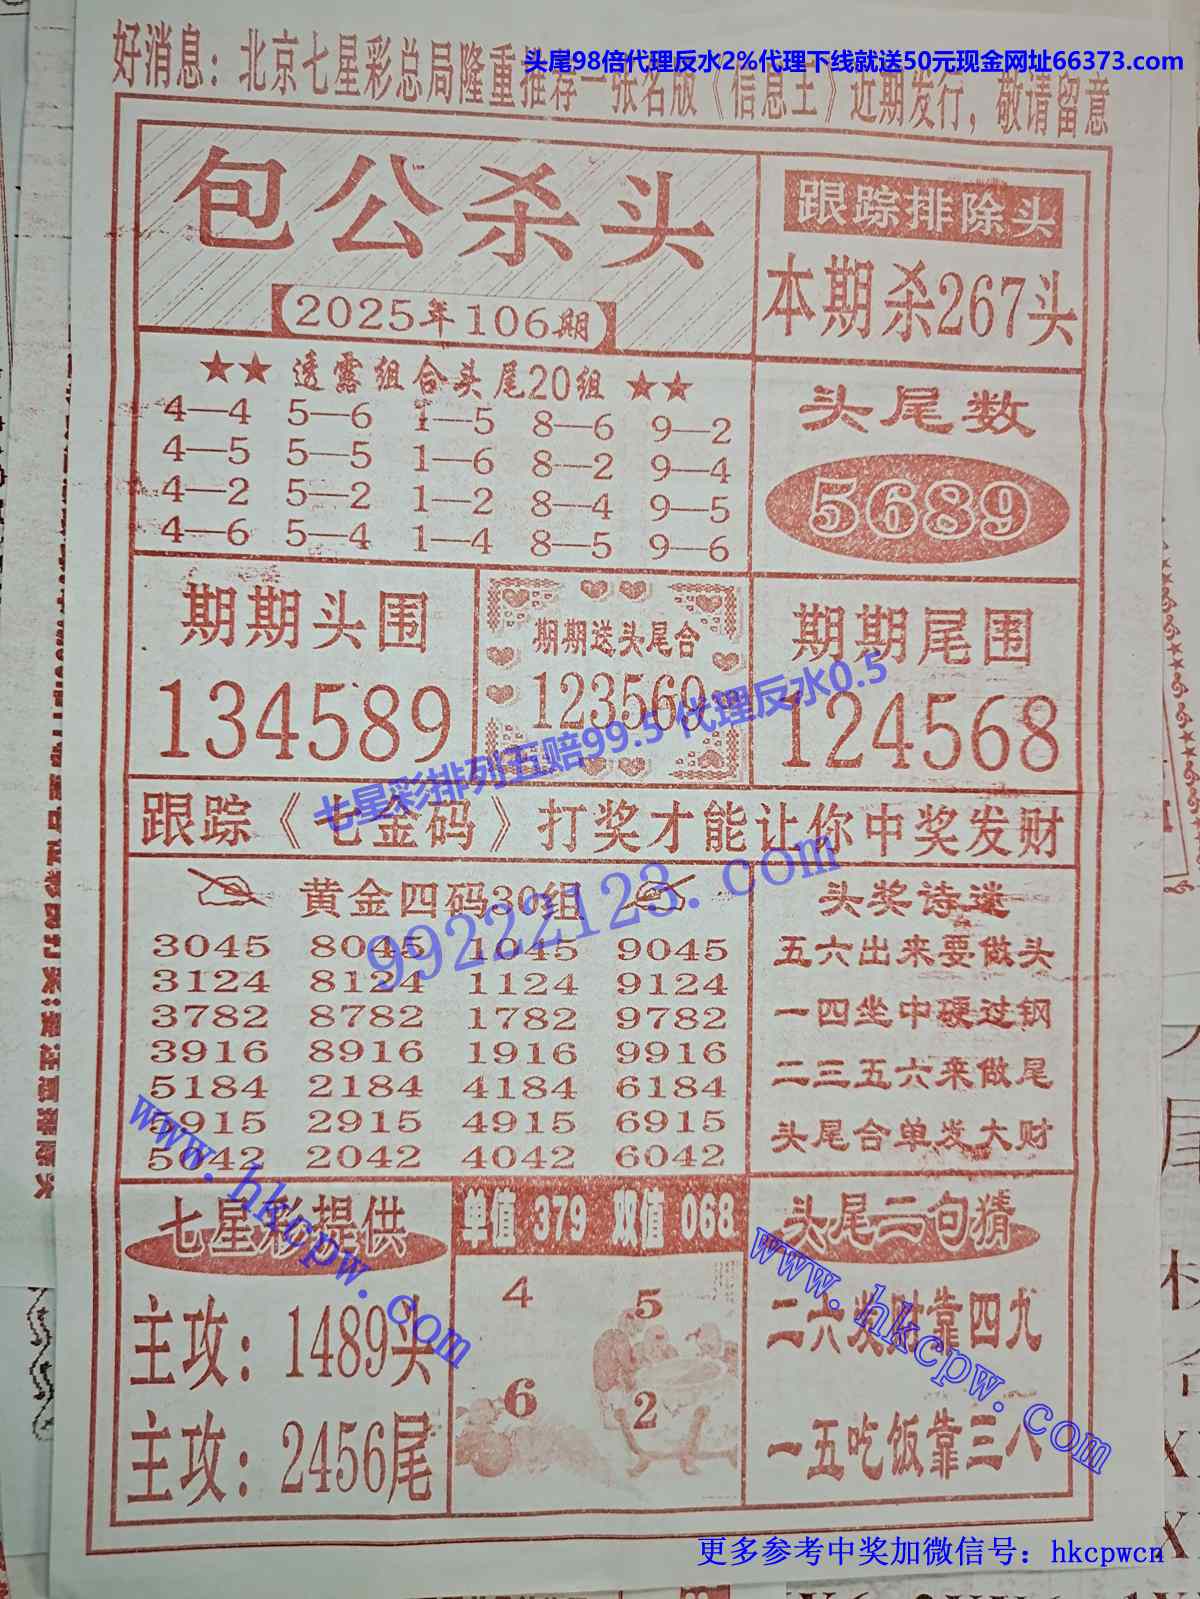 头尾98倍代理反水2%代理下线就送50元现金网址66373.com
好消息：北京七星彩总局隆重推荐一张名版《信息王》近期发行，敬请留意
包公杀头
2025年106期
跟踪排除头
本期杀267头
★★ 透露组合头尾20组 ★★
4—4 5—6 1—5 8—6 9—2
4—5 5—5 1—6 8—2 9—4
4—2 5—2 1—2 8—4 9—5
4—6 5—4 1—4 8—5 9—6
头尾数
5689
期期头围
134589
期期送头尾合
123569
期期尾围
124568
七星彩排列五赔99.5 代理反水0.5
跟踪《七金码》打奖才能让你中奖发财
99222123.com
黄金四码30组
3045 8045 1045 9045
3124 8124 1124 9124
3782 8782 1782 9782
3916 8916 1916 9916
5184 2184 4184 6184
5915 2915 4915 6915
5042 2042 4042 6042
头奖诗迷
五六出来要做头
一四坐中硬过钢
二三五六来做尾
头尾合单发大财
www.hkcpw.com
七星彩提供
主攻：1489头
主攻：2456尾
单值 379 双值 068
4
5
6
2
头尾二句猜
二六发财靠四九
一五吃饭靠三八
www.hkcpw.com
更多参考中奖加微信号：hkcpwcn